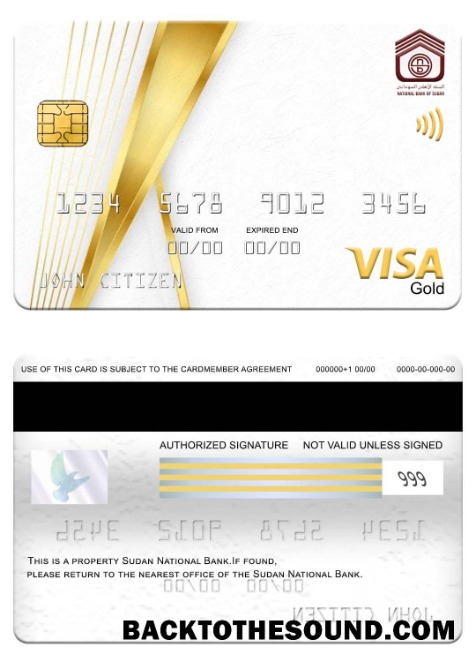 البنك الأهلي السوداني
NATIONAL BANK OF SUDAN
1234 5678 9012 3456
VALID FROM EXPIRED END
00/00 00/00
JOHN CITIZEN
VISA
Gold
USE OF THIS CARD IS SUBJECT TO THE CARDMEMBER AGREEMENT 000000+1 00/00 0000-00-000-00
AUTHORIZED SIGNATURE NOT VALID UNLESS SIGNED
999
3456 9012 5678 1234
THIS IS A PROPERTY SUDAN NATIONAL BANK.IF FOUND,
PLEASE RETURN TO THE NEAREST OFFICE OF THE SUDAN NATIONAL BANK.
00/00 00/00
JOHN CITIZEN
BACKTOTHESOUND.COM